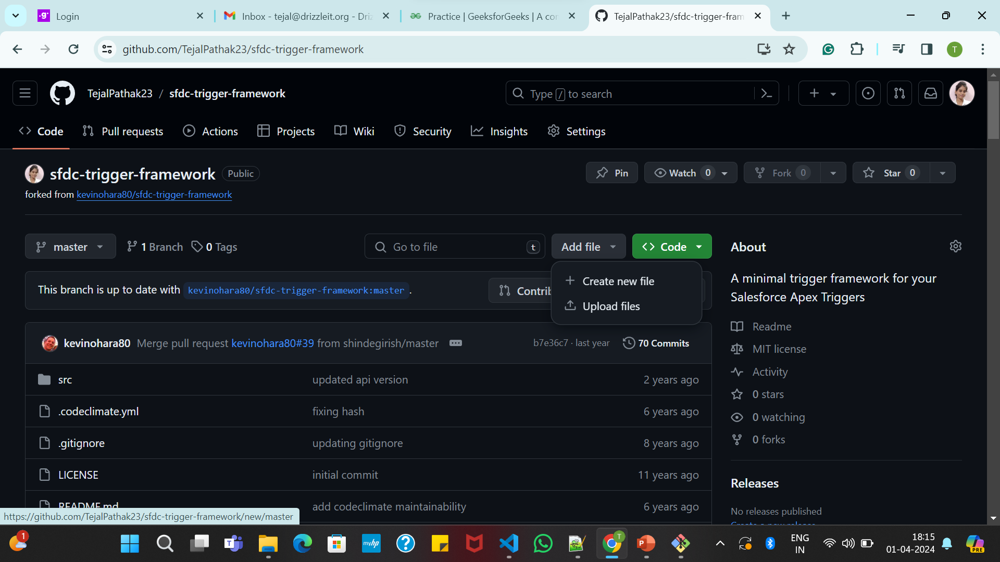 Login
Inbox - tejal@drizzleit.org - Driz
Practice | GeeksforGeeks | A co
TejalPathak23/sfdc-trigger-fram
github.com/TejalPathak23/sfdc-trigger-framework
T
TejalPathak23 / sfdc-trigger-framework
Type / to search
Code
Pull requests
Actions
Projects
Wiki
Security
Insights
Settings
sfdc-trigger-framework Public
Pin
Watch 0
Fork 0
Star 0
forked from kevinohara80/sfdc-trigger-framework
master
1 Branch
0 Tags
Go to file t
Add file
Code
Create new file
Upload files
This branch is up to date with kevinohara80/sfdc-trigger-framework:master .
Contrib
kevinohara80 Merge pull request kevinohara80#39 from shindegirish/master
b7e36c7 · last year
70 Commits
src updated api version 2 years ago
.codeclimate.yml fixing hash 6 years ago
.gitignore updating gitignore 8 years ago
LICENSE initial commit 11 years ago
README.md add codeclimate maintainability 6 years ago
About
A minimal trigger framework for your
Salesforce Apex Triggers
Readme
MIT license
Activity
0 stars
0 watching
0 forks
Releases
No releases published
Create a new release
https://github.com/TejalPathak23/sfdc-trigger-framework/new/master
1
myhp
T
P
ENG
IN
18:15
01-04-2024
PRE